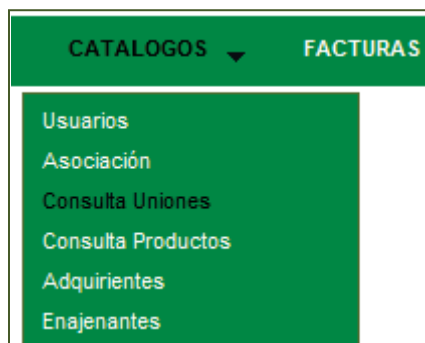 CATALOGOS FACTURAS
Usuarios
Asociación
Consulta Uniones
Consulta Productos
Adquirientes
Enajenantes